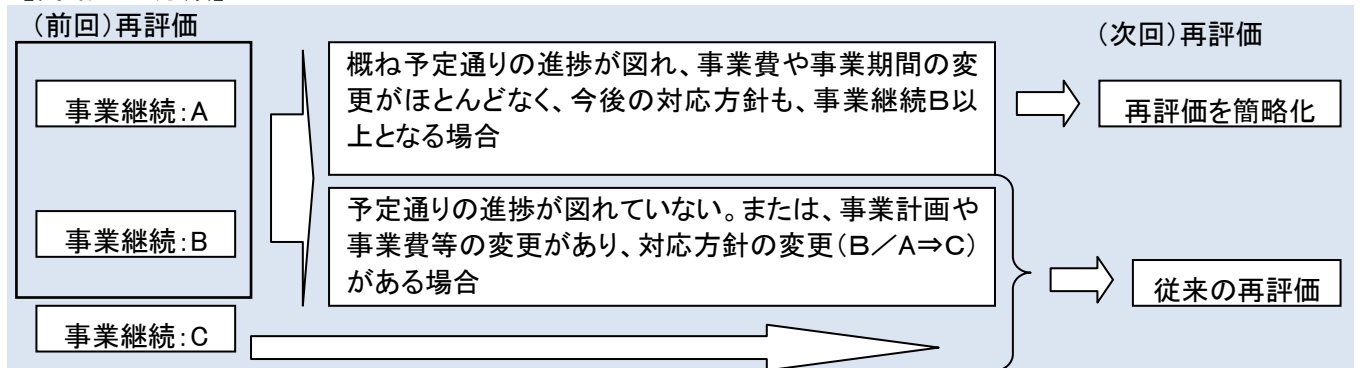 （前回）再評価
（次回）再評価
事業継続：A
概ね予定通りの進捗が図れ、事業費や事業期間の変
更がほとんどなく、今後の対応方針も、事業継続Ｂ以
上となる場合
再評価を簡略化
事業継続：B
予定通りの進捗が図れていない。または、事業計画や
事業費等の変更があり、対応方針の変更（Ｂ／Ａ⇒Ｃ）
がある場合
従来の再評価
事業継続：C